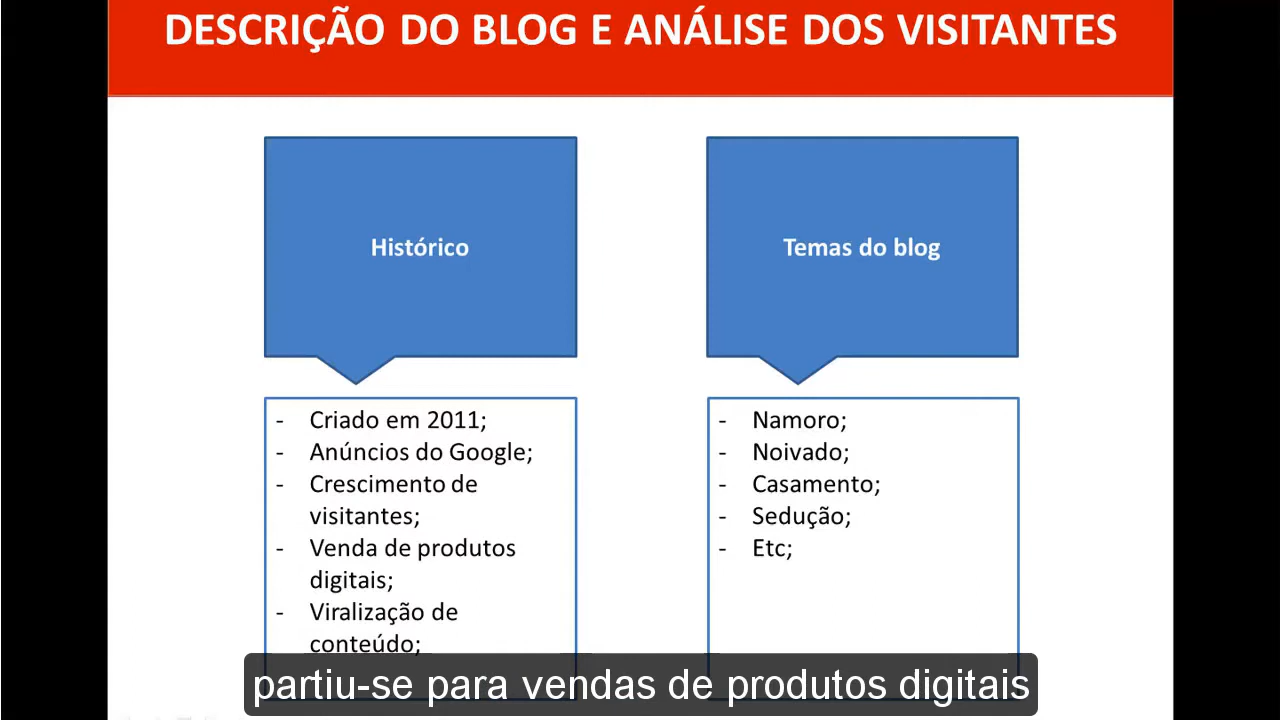 DESCRIÇÃO DO BLOG E ANÁLISE DOS VISITANTES
Histórico
- Criado em 2011;
- Anúncios do Google;
- Crescimento de
visitantes;
- Venda de produtos
digitais;
- Viralização de
conteúdo;
Temas do blog
- Namoro;
- Noivado;
- Casamento;
- Sedução;
- Etc;
partiu-se para vendas de produtos digitais